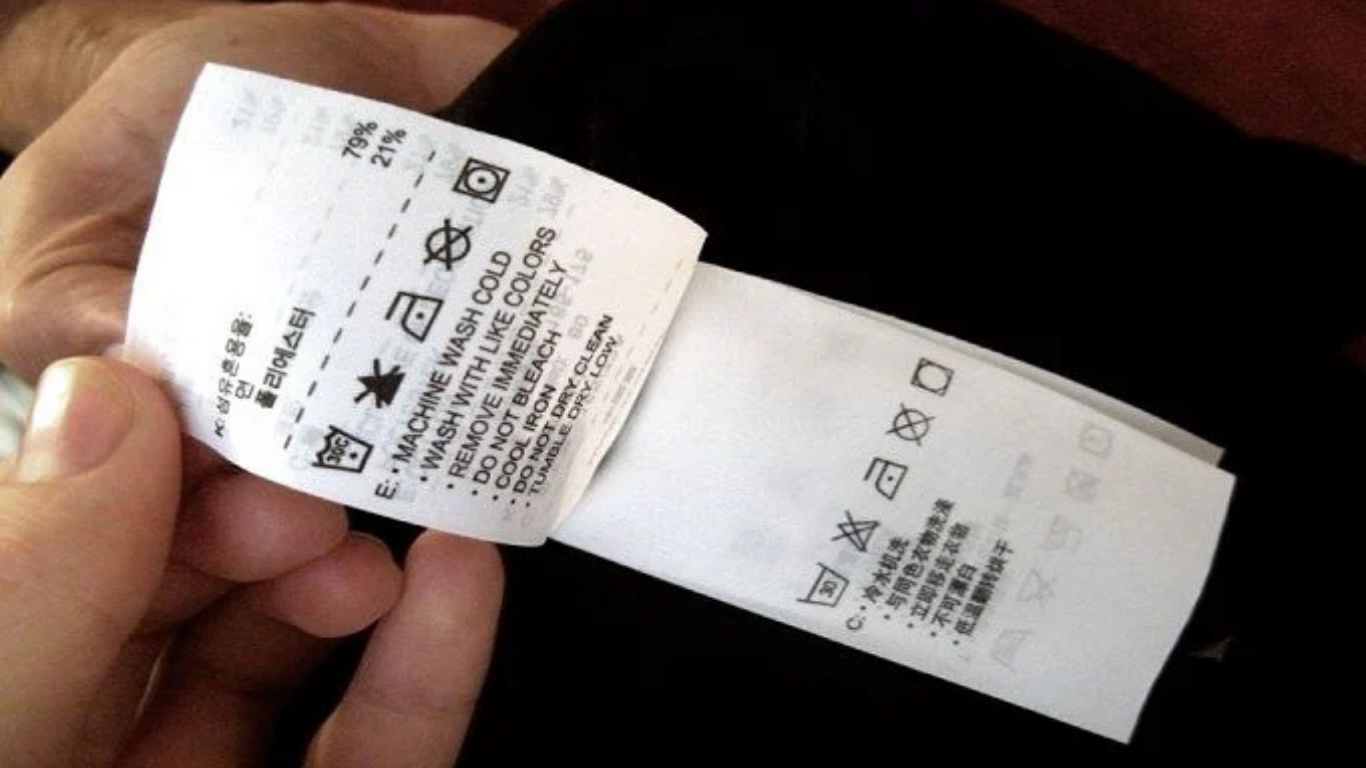 79%
21%
K: 섬유혼용율:
면
폴리에스터
30C
E: • MACHINE WASH COLD
• WASH WITH LIKE COLORS
• REMOVE IMMEDIATELY
• DO NOT BLEACH
• COOL IRON
• DO NOT DRY CLEAN
• TUMBLE DRY LOW
30
C: • 冷水机洗
• 与同色衣物洗涤
• 立即移走衣物
• 不可漂白
• 低温翻转烘干